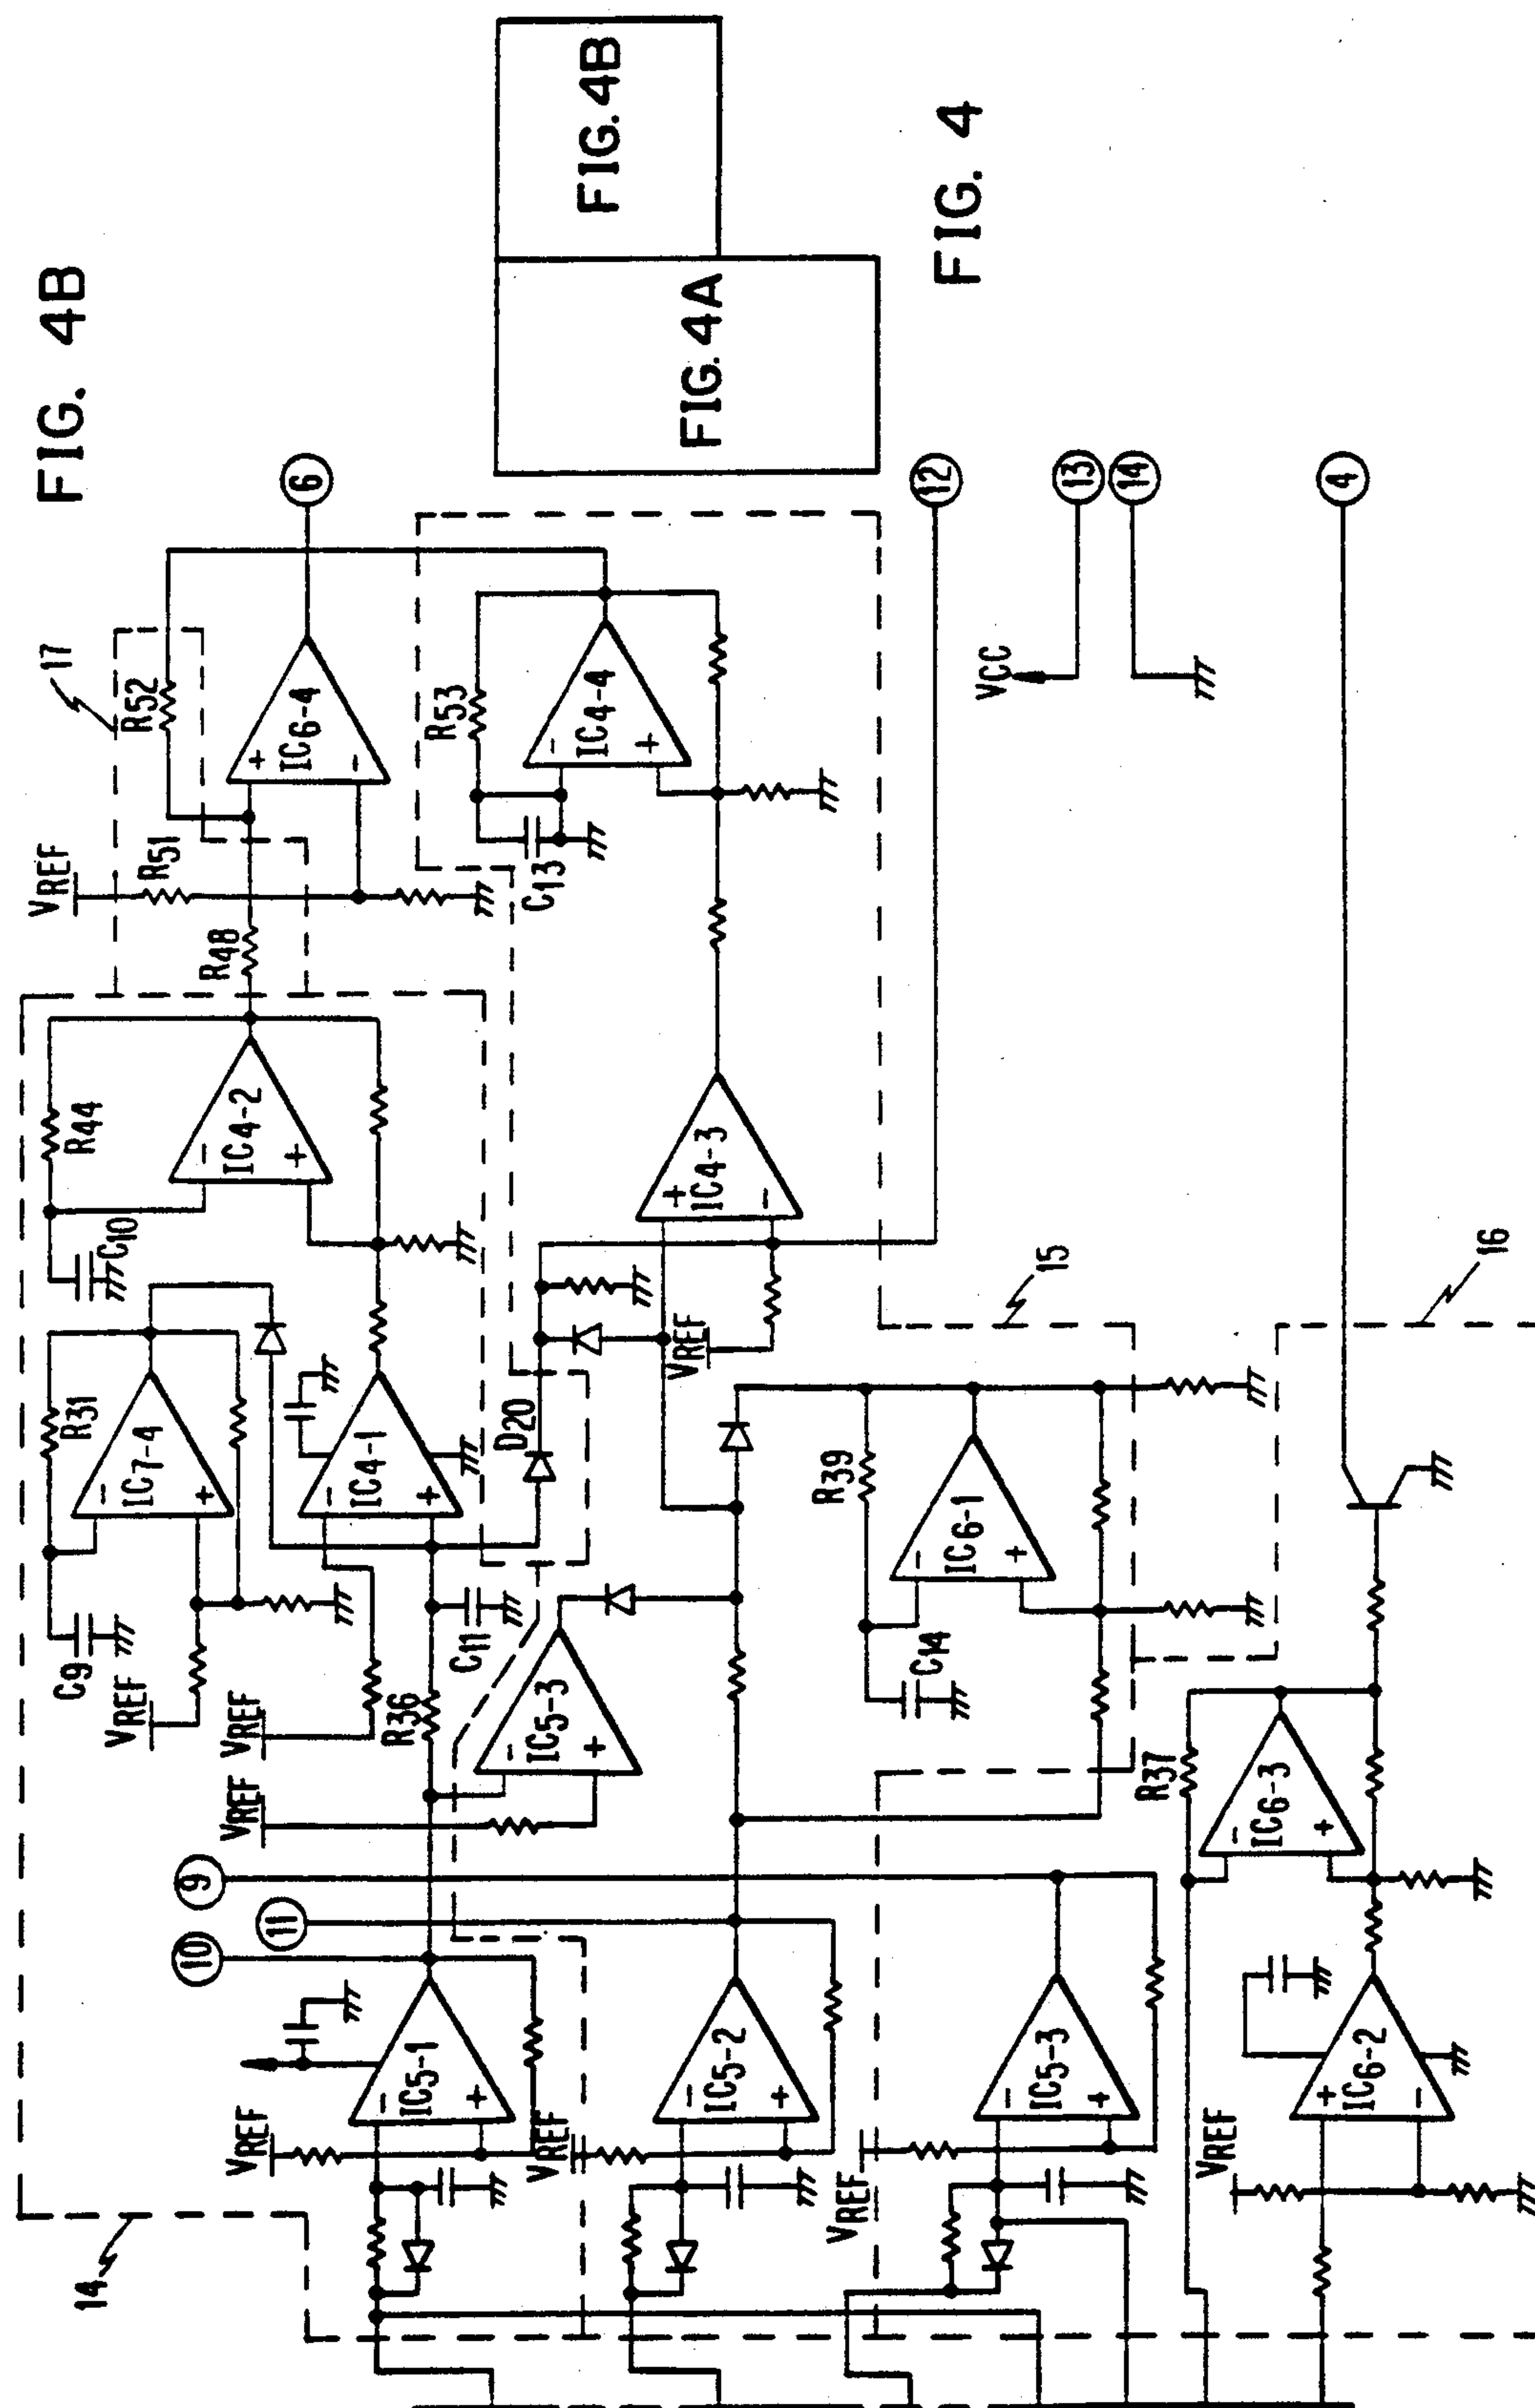 FIG. 4B
FIG. 4A
FIG. 4B
FIG. 4
17
VREF
R51
R52
R48
+
IC6-4
-
6
R53
C13
-
IC4-4
+
R44
C10
-
IC4-2
+
R31
C9
-
IC7-4
+
VREF
VREF
-
IC4-1
+
D20
C11
R36
VREF
-
IC5-3
+
+
IC4-3
-
VREF
12
VCC
13
14
4
15
16
R39
C14
-
IC6-1
+
9
11
10
14
VREF
-
IC5-1
+
VREF
-
IC5-2
+
VREF
-
IC5-3
+
R37
-
IC6-3
+
VREF
+
IC6-2
-